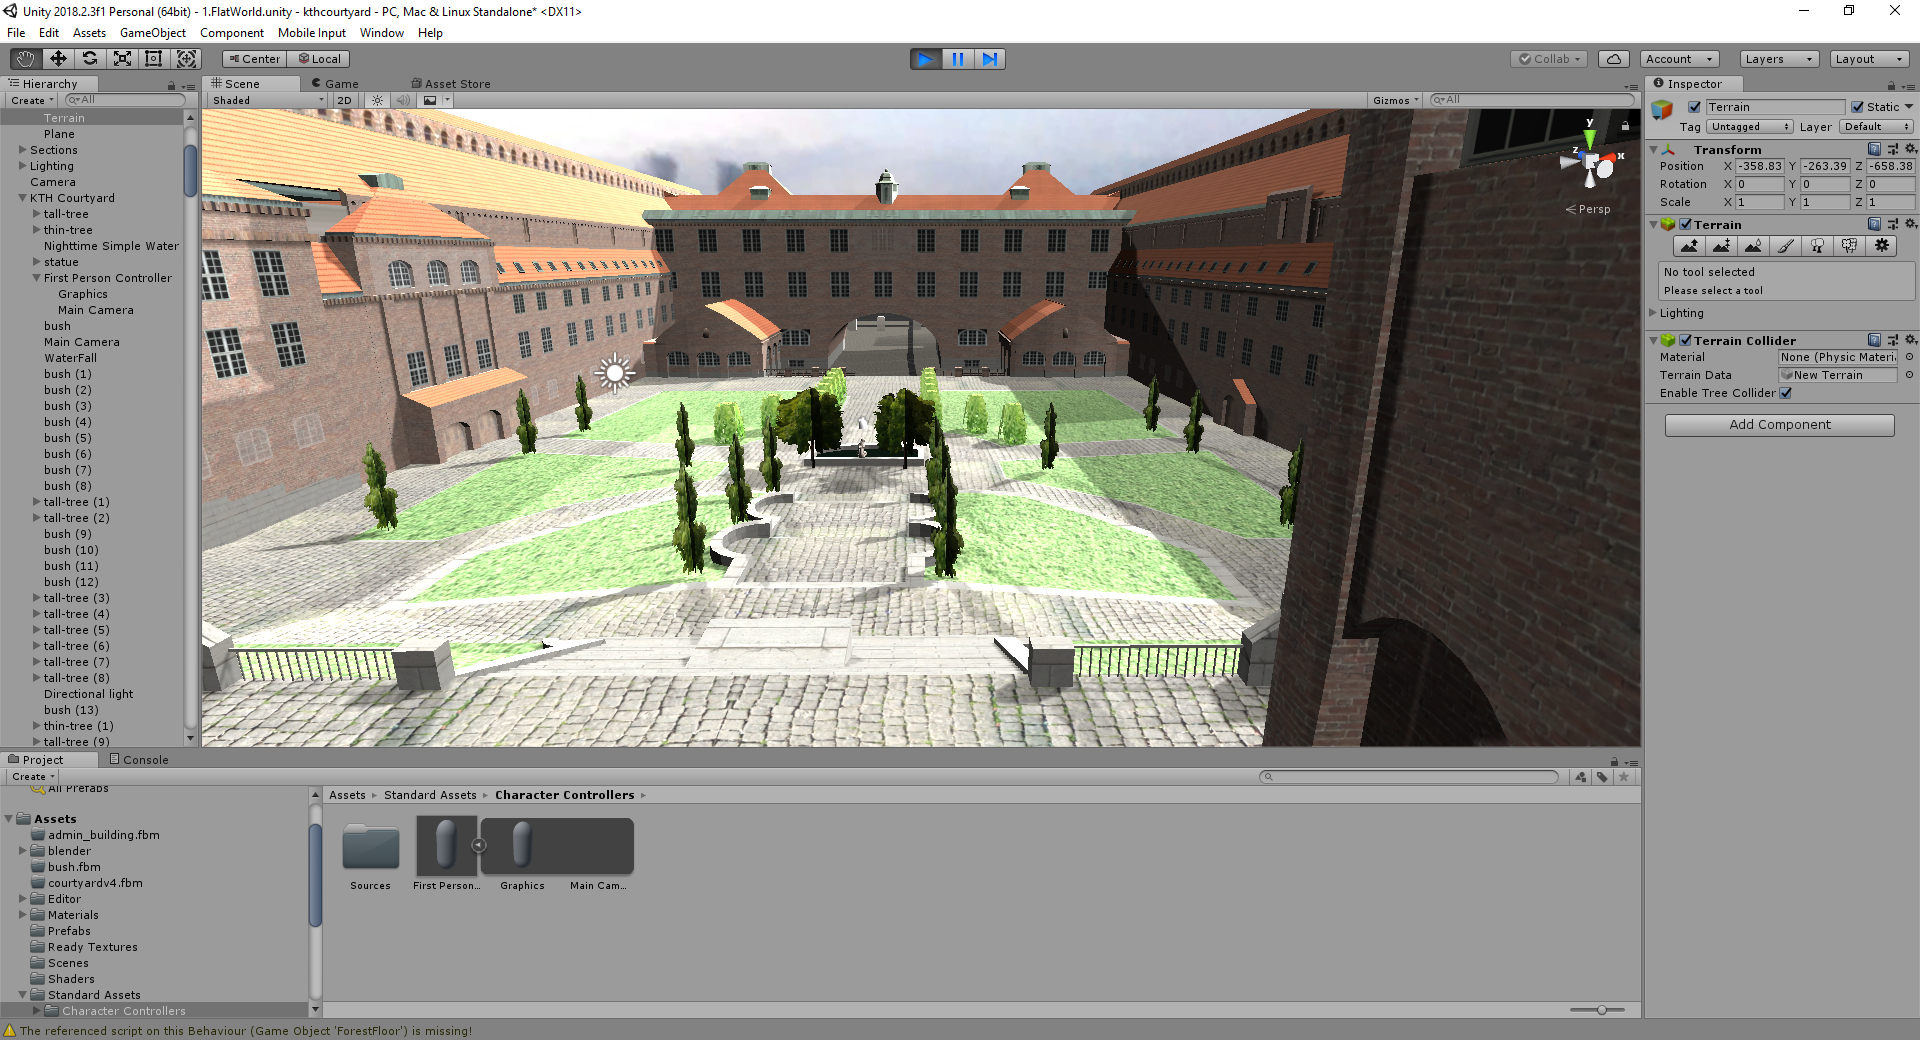 Unity 2018.2.3f1 Personal (64bit) - 1.FlatWorld.unity - kthcourtyard - PC, Mac & Linux Standalone* <DX11>
File Edit Assets GameObject Component Mobile Input Window Help
Center Local Collab Account Layers Layout
Hierarchy
Create All
Terrain
Plane
Sections
Lighting
Camera
KTH Courtyard
tall-tree
thin-tree
Nighttime Simple Water
statue
First Person Controller
Graphics
Main Camera
bush
Main Camera
WaterFall
bush (1)
bush (2)
bush (3)
bush (4)
bush (5)
bush (6)
bush (7)
bush (8)
tall-tree (1)
tall-tree (2)
bush (9)
bush (10)
bush (11)
bush (12)
tall-tree (3)
tall-tree (4)
tall-tree (5)
tall-tree (6)
tall-tree (7)
tall-tree (8)
Directional light
bush (13)
thin-tree (1)
tall-tree (9)
Scene Game Asset Store
Shaded 2D Gizmos All
y
z x
Persp
Inspector
Terrain Static
Tag Untagged Layer Default
Transform
Position X -358.83 Y -263.39 Z -658.38
Rotation X 0 Y 0 Z 0
Scale X 1 Y 1 Z 1
Terrain
No tool selected
Please select a tool
Lighting
Terrain Collider
Material None (Physic Materi
Terrain Data New Terrain
Enable Tree Collider
Add Component
Project Console
Create
All Prefabs
Assets
admin_building.fbm
blender
bush.fbm
courtyardv4.fbm
Editor
Materials
Prefabs
Ready Textures
Scenes
Shaders
Standard Assets
Character Controllers
Assets Standard Assets Character Controllers
Sources First Person... Graphics Main Cam...
The referenced script on this Behaviour (Game Object 'ForestFloor') is missing!